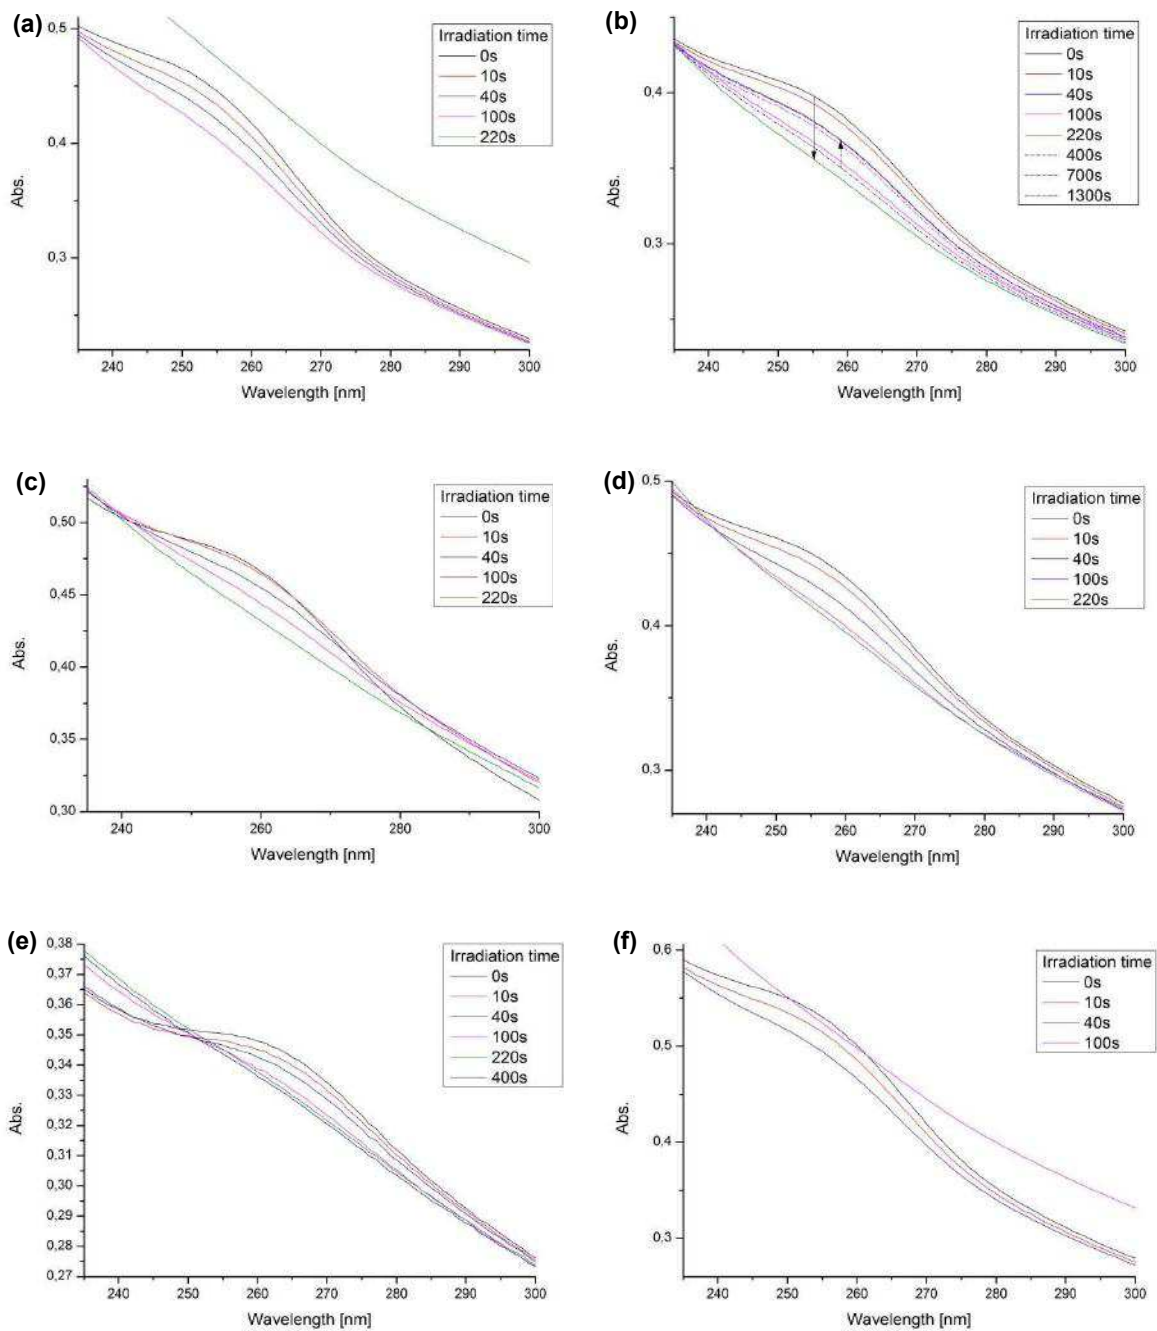 (a)
0,5
0,4
0,3
Abs.
240 250 260 270 280 290 300
Wavelength [nm]
Irradiation time
0s
10s
40s
100s
220s
(b)
0,4
0,3
Abs.
240 250 260 270 280 290 300
Wavelength [nm]
Irradiation time
0s
10s
40s
100s
220s
400s
700s
1300s
(c)
0,50
0,45
0,40
0,35
0,30
Abs.
240 260 280 300
Wavelength [nm]
Irradiation time
0s
10s
40s
100s
220s
(d)
0,5
0,4
0,3
Abs.
240 250 260 270 280 290 300
Wavelength [nm]
Irradiation time
0s
10s
40s
100s
220s
(e)
0,38
0,37
0,36
0,35
0,34
0,33
0,32
0,31
0,30
0,29
0,28
0,27
Abs.
240 250 260 270 280 290 300
Wavelength [nm]
Irradiation time
0s
10s
40s
100s
220s
400s
(f)
0,6
0,5
0,4
0,3
Abs.
240 250 260 270 280 290 300
Wavelength [nm]
Irradiation time
0s
10s
40s
100s